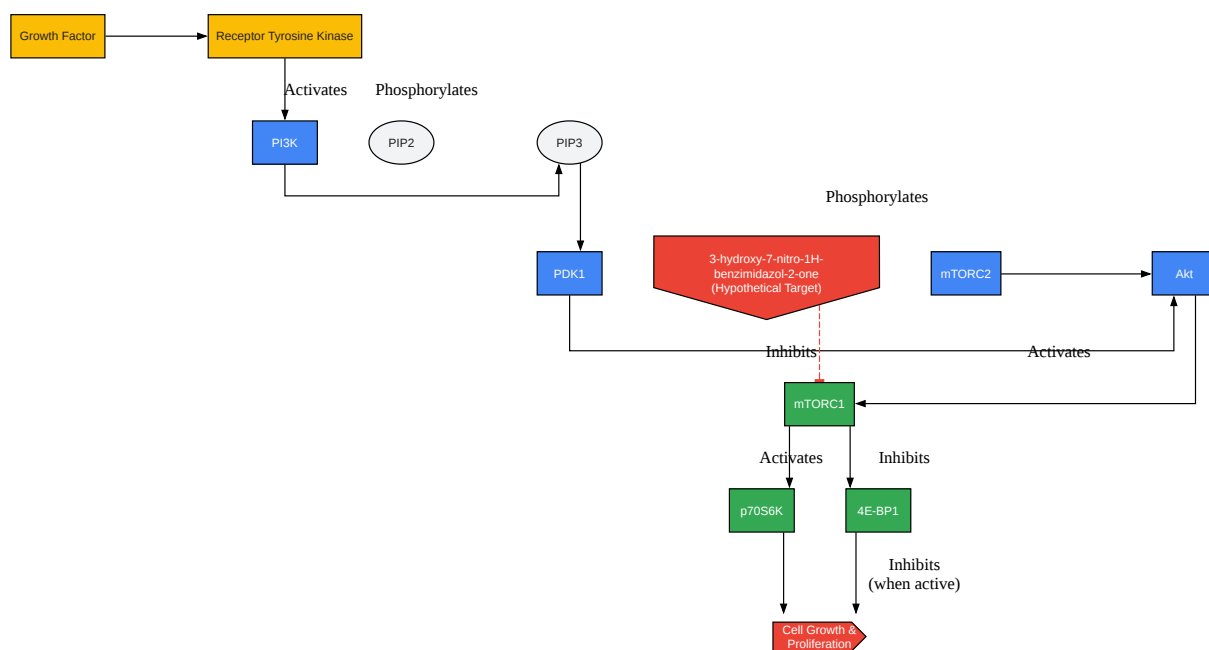 Growth Factor
Receptor Tyrosine Kinase
Activates
Phosphorylates
PI3K
PIP2
PIP3
Phosphorylates
3-hydroxy-7-nitro-1H-
benzimidazol-2-one
(Hypothetical Target)
PDK1
mTORC2
Akt
Inhibits
Activates
mTORC1
Activates
Inhibits
p70S6K
4E-BP1
Inhibits
(when active)
Cell Growth &
Proliferation